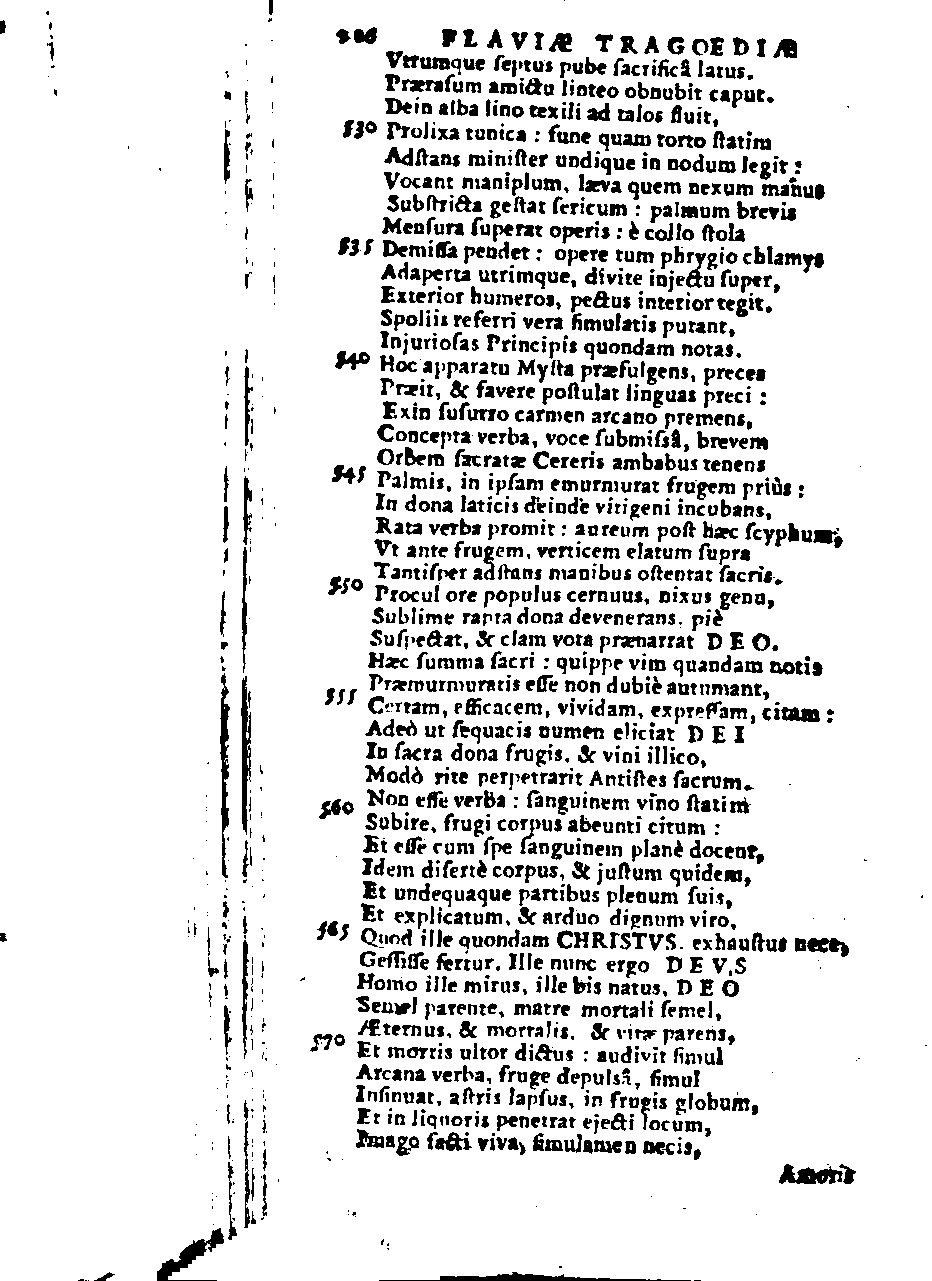 206 FLAVIÆ TRAGOEDIÆ
Vtrumque ſeptus pube ſacrificâ latus.
Præraſum amictu linteo obnubit caput.
Dein alba lino texili ad talos fluit,
530 Prolixa tunica : fune quam torto ſtatim
Adſtans miniſter undique in nodum legit :
Vocant maniplum, læva quem nexum manus
Subſtricta geſtat ſericum : palmum brevis
Menſura ſuperat operis : è collo ſtola
535 Demiſſa pendet : opere tum phrygio chlamys
Adaperta utrimque, divite injectu ſuper,
Exterior humeros, pectus interior tegit.
Spoliis referri vera ſimulatis putant,
Injurioſas Principis quondam notas.
540 Hoc apparatu Myſta præfulgens, preces
Præit, & favere poſtulat linguas preci :
Exin ſuſurro carmen arcano premens,
Concepta verba, voce ſubmiſsâ, brevem
Orbem ſacratæ Cereris ambabus tenens
545 Palmis, in ipſam emurmurat frugem priùs :
In dona laticis deinde vitigeni incubans,
Rata verba promit : aureum poſt hæc ſcyphum,
Vt ante frugem, verticem elatum ſupra
Tantiſper adſtans manibus oſtentat ſacris.
550 Procul ore populus cernuus, nixus genu,
Sublime rapta dona devenerans, piè
Suſpectat, & clam vota prænarrat DEO.
Hæc ſumma ſacri : quippe vim quandam notis
Præmurmuratis eſſe non dubiè autumant,
555 Certam, efficacem, vividam, expreſſam, citam :
Adeò ut ſequacis numen eliciat DEI
In ſacra dona frugis, & vini illico,
Modò rite perpetrarit Antiſtes ſacrum.
Non eſſe verba : ſanguinem vino ſtatim
560 Subire, frugi corpus abeunti citum :
Et eſſe cum ſpe ſanguinem planè docent,
Idem diſertè corpus, & juſtum quidem,
Et undequaque partibus plenum ſuis,
Et explicatum, & arduo dignum viro,
565 Quod ille quondam CHRISTVS, exhauſtus nece,
Geſſiſſe fertur. Ille nunc ergo DEVS
Homo ille mirus, ille bis natus, DEO
Semel parente, matre mortali ſemel,
Æternus, & mortalis, & vitæ parens,
570 Et mortis ultor dictus : audivit ſimul
Arcana verba, fruge depulsâ, ſimul
Inſinuat, aſtris lapſus, in frugis globum,
Et in liquoris penetrat ejecti locum,
Imago facti viva, ſimulamen necis,
Amoris